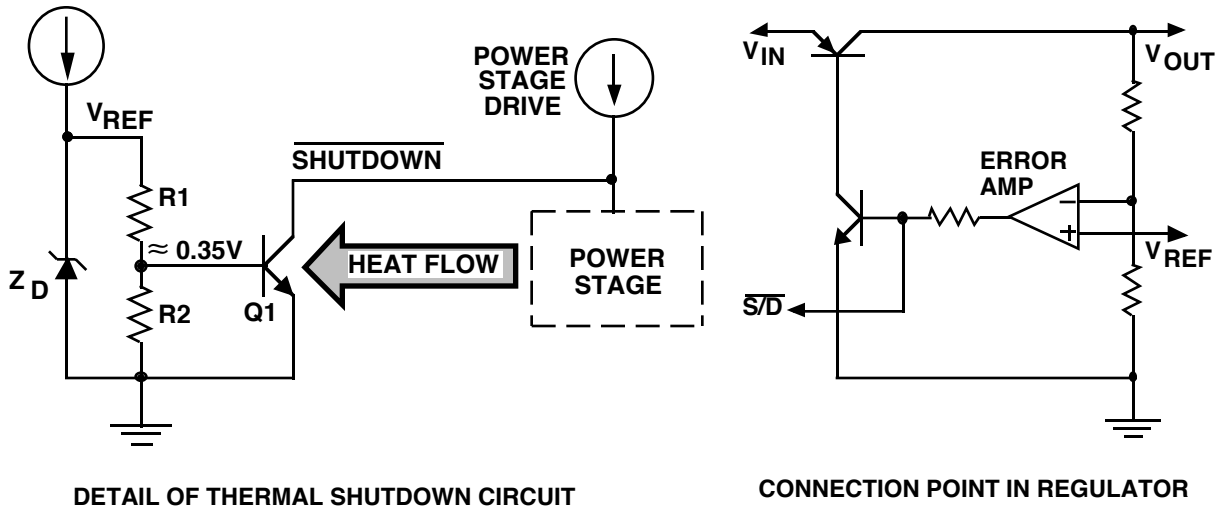 POWER
STAGE
DRIVE
V_REF
SHUTDOWN
R1
≈ 0.35V
Z_D
R2
Q1
HEAT FLOW
POWER
STAGE
DETAIL OF THERMAL SHUTDOWN CIRCUIT
V_IN
V_OUT
ERROR
AMP
−
+
V_REF
S/D
CONNECTION POINT IN REGULATOR